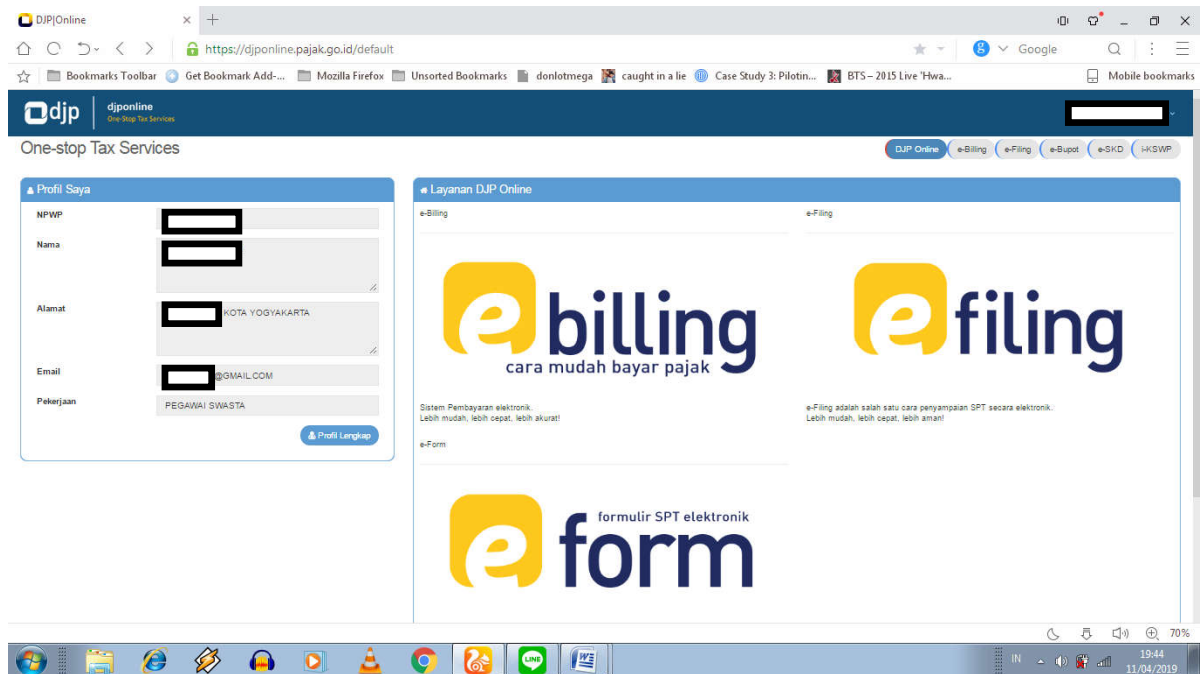 DJP|Online
https://djponline.pajak.go.id/default
Google
Bookmarks Toolbar
Get Bookmark Add-...
Mozilla Firefox
Unsorted Bookmarks
donlotmega
caught in a lie
Case Study 3: Pilotin...
BTS – 2015 Live 'Hwa...
Mobile bookmarks
djp
djponline
One-Stop Tax Services
One-stop Tax Services
DJP Online
e-Billing
e-Filing
e-Bupot
e-SKD
i-KSWP
Profil Saya
NPWP
Nama
Alamat
KOTA YOGYAKARTA
Email
@GMAIL.COM
Pekerjaan
PEGAWAI SWASTA
Profil Lengkap
Layanan DJP Online
e-Billing
e billing
cara mudah bayar pajak
Sistem Pembayaran elektronik.
Lebih mudah, lebih cepat, lebih akurat!
e-Filing
e filing
e-Filing adalah salah satu cara penyampaian SPT secara elektronik.
Lebih mudah, lebih cepat, lebih aman!
e-Form
formulir SPT elektronik
e form
70%
LINE
IN
19:44
11/04/2019